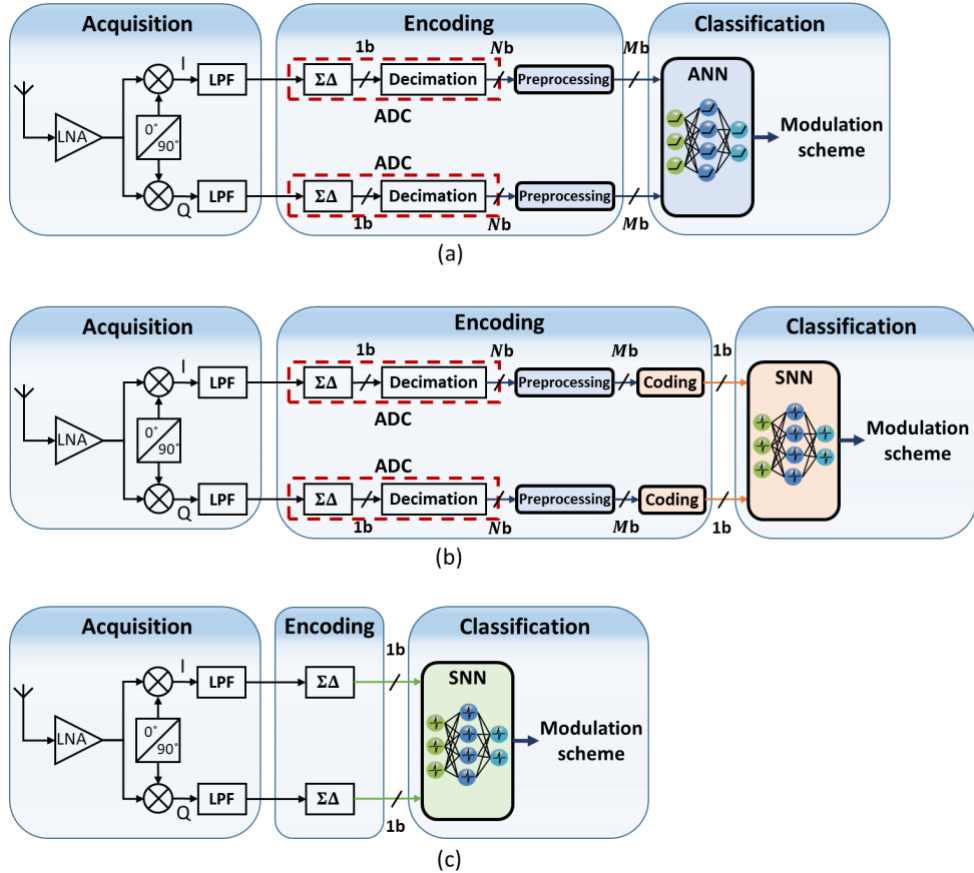 Acquisition
Encoding
Classification
1b
Nb
Mb
I
LPF
ΣΔ
Decimation
Preprocessing
ANN
ADC
LNA
0°
90°
Modulation
scheme
ADC
Q
LPF
ΣΔ
Decimation
Preprocessing
1b
Nb
Mb
(a)
Acquisition
Encoding
Classification
1b
Nb
Mb
1b
I
LPF
ΣΔ
Decimation
Preprocessing
Coding
SNN
ADC
LNA
0°
90°
Modulation
scheme
ADC
Q
LPF
ΣΔ
Decimation
Preprocessing
Coding
1b
Nb
Mb
1b
(b)
Acquisition
Encoding
Classification
1b
I
LPF
ΣΔ
SNN
LNA
0°
90°
Modulation
scheme
Q
LPF
ΣΔ
1b
(c)